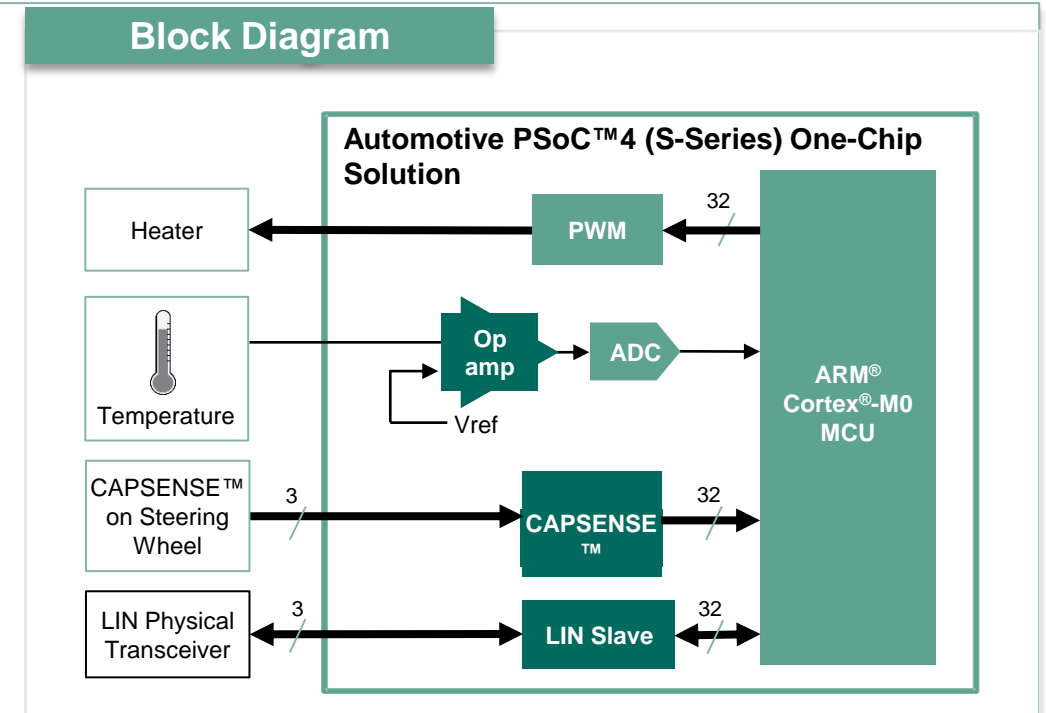 Block Diagram
Automotive PSoC™4 (S-Series) One-Chip
Solution
Heater
PWM
32
Temperature
Op
amp
ADC
Vref
ARM®
Cortex®-M0
MCU
CAPSENSE™
on Steering
Wheel
3
CAPSENSE
™
32
LIN Physical
Transceiver
3
LIN Slave
32